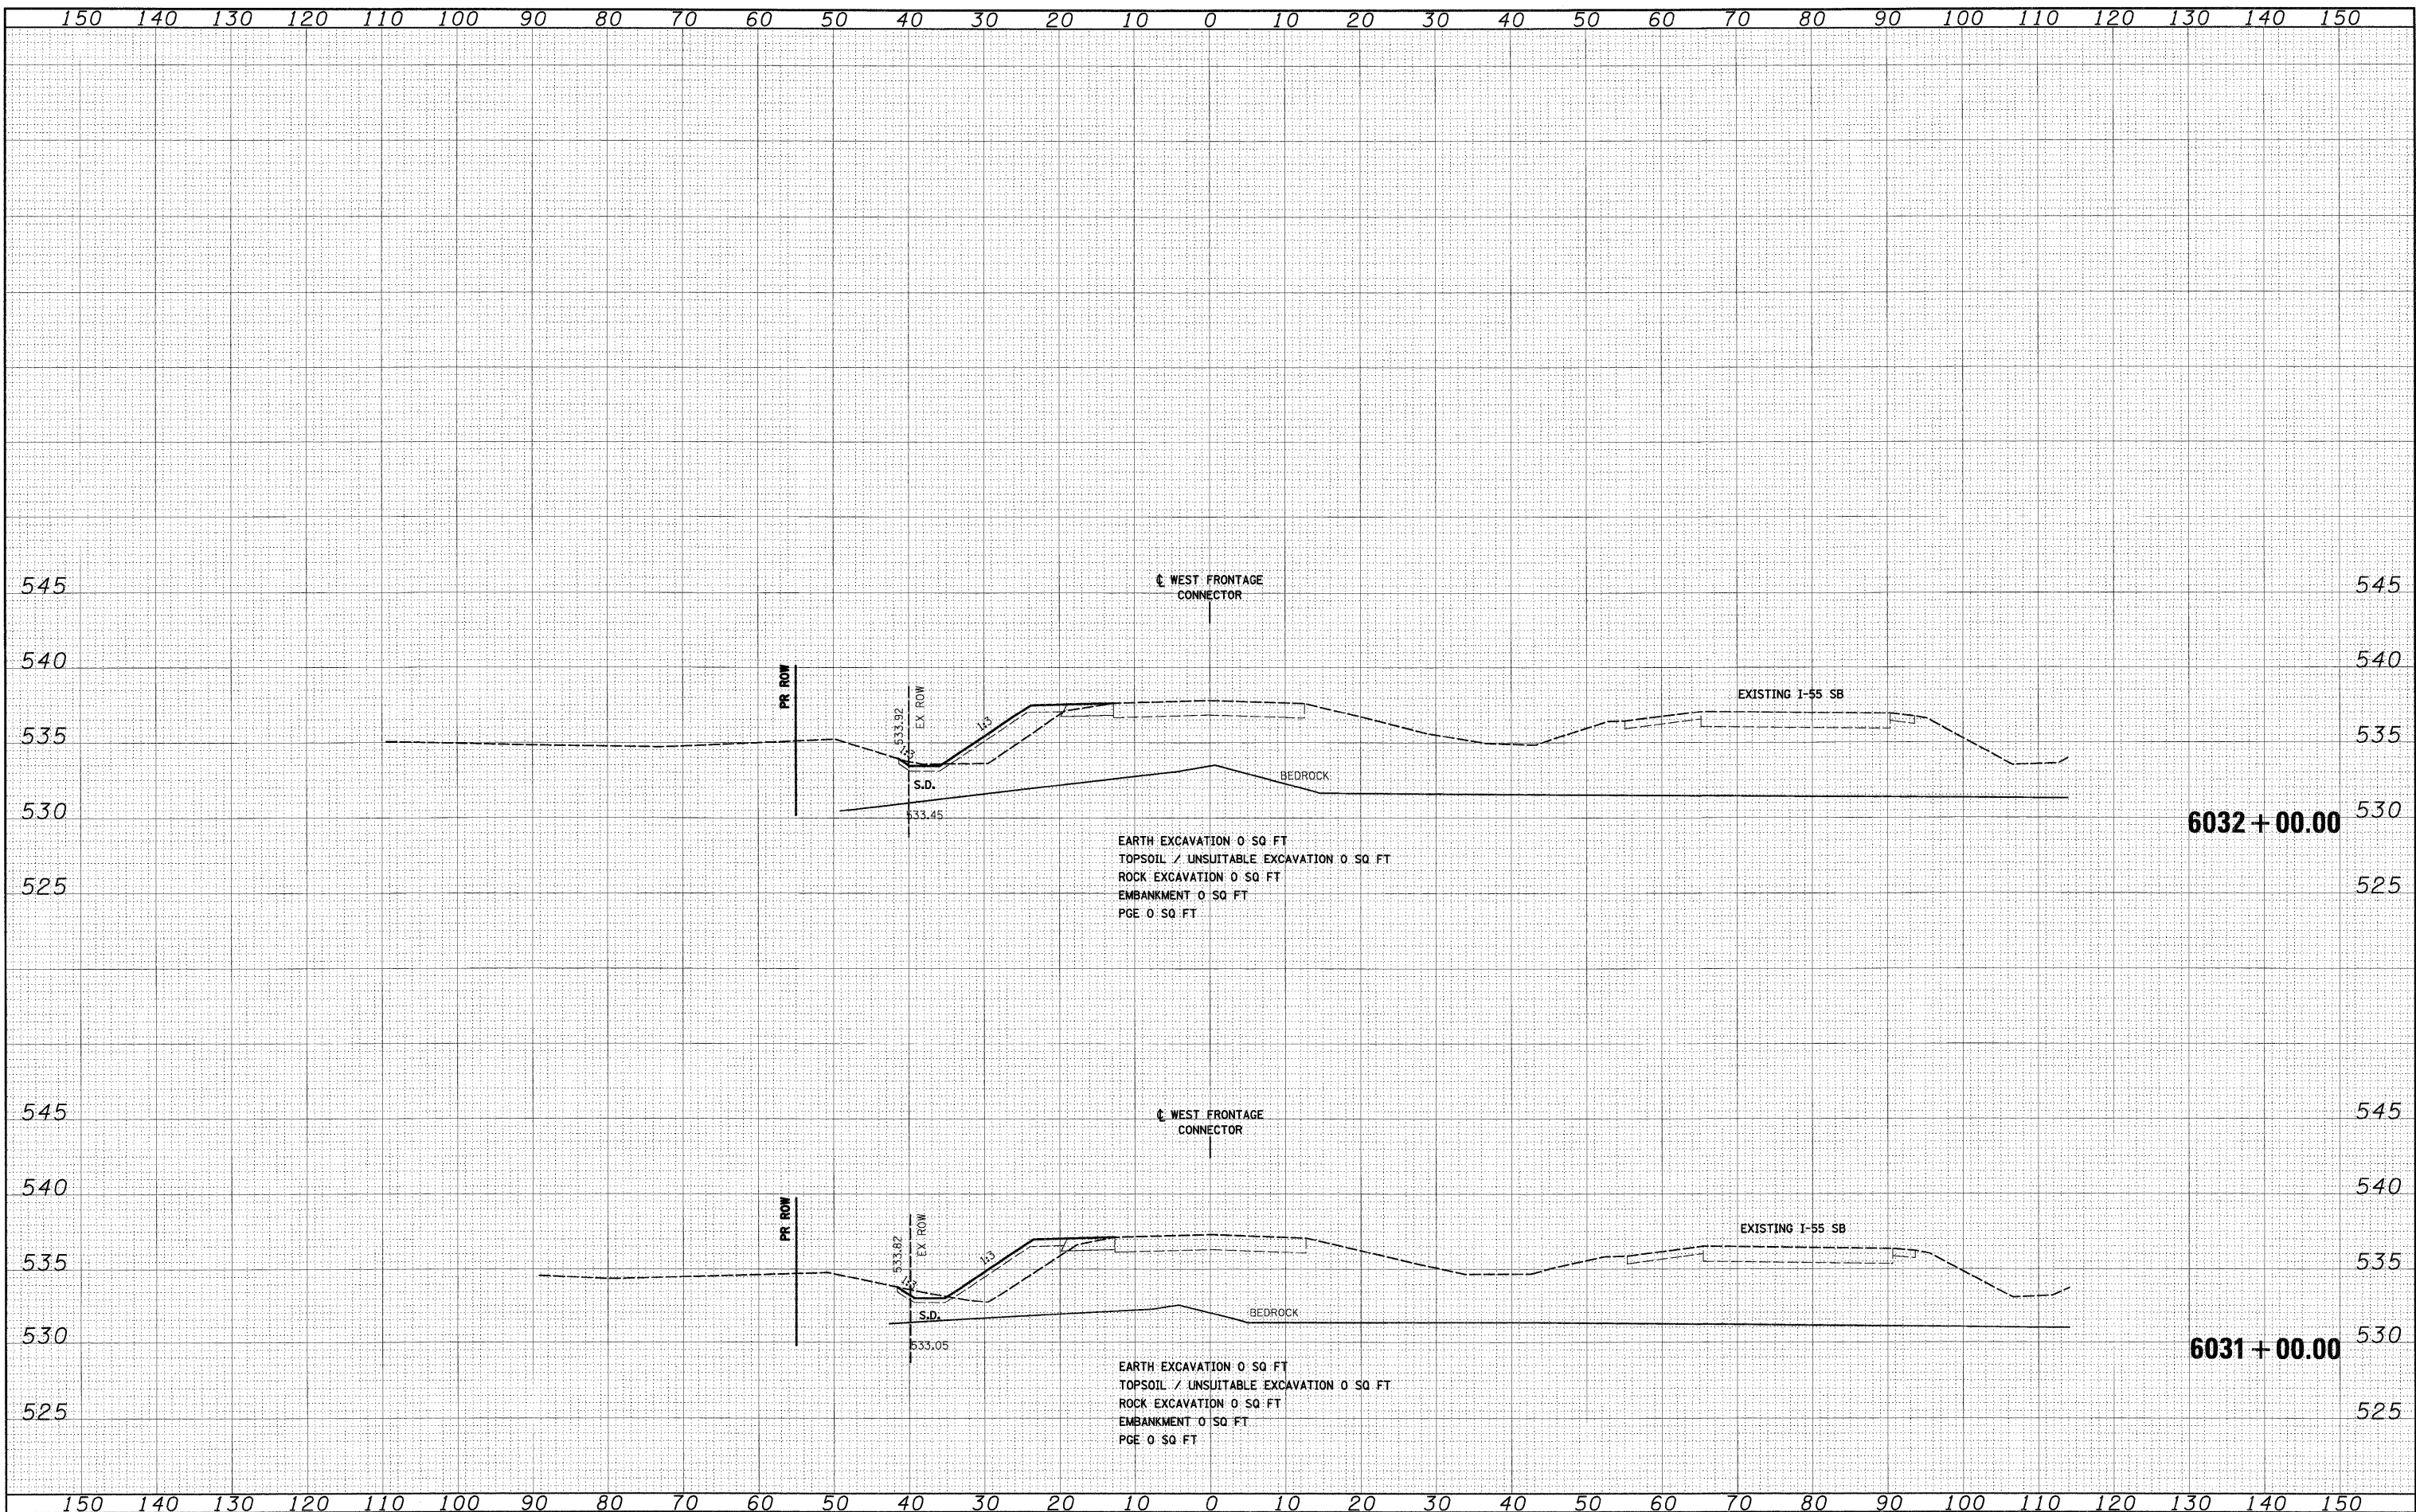 150 140 130 120 110 100 90 80 70 60 50 40 30 20 10 0 10 20 30 40 50 60 70 80 90 100 110 120 130 140 150
545 545
℄ WEST FRONTAGE
CONNECTOR
540 540
PR ROW
533.92
EX ROW
1:3
1:3
EXISTING I-55 SB
535 535
S.D.
BEDROCK
530 530
533.45
6032+00.00
EARTH EXCAVATION 0 SQ FT
TOPSOIL / UNSUITABLE EXCAVATION 0 SQ FT
ROCK EXCAVATION 0 SQ FT
EMBANKMENT 0 SQ FT
PGE 0 SQ FT
525 525
545 545
℄ WEST FRONTAGE
CONNECTOR
540 540
PR ROW
533.82
EX ROW
1:3
1:3
EXISTING I-55 SB
535 535
S.D.
BEDROCK
530 530
533.05
6031+00.00
EARTH EXCAVATION 0 SQ FT
TOPSOIL / UNSUITABLE EXCAVATION 0 SQ FT
ROCK EXCAVATION 0 SQ FT
EMBANKMENT 0 SQ FT
PGE 0 SQ FT
525 525
150 140 130 120 110 100 90 80 70 60 50 40 30 20 10 0 10 20 30 40 50 60 70 80 90 100 110 120 130 140 150